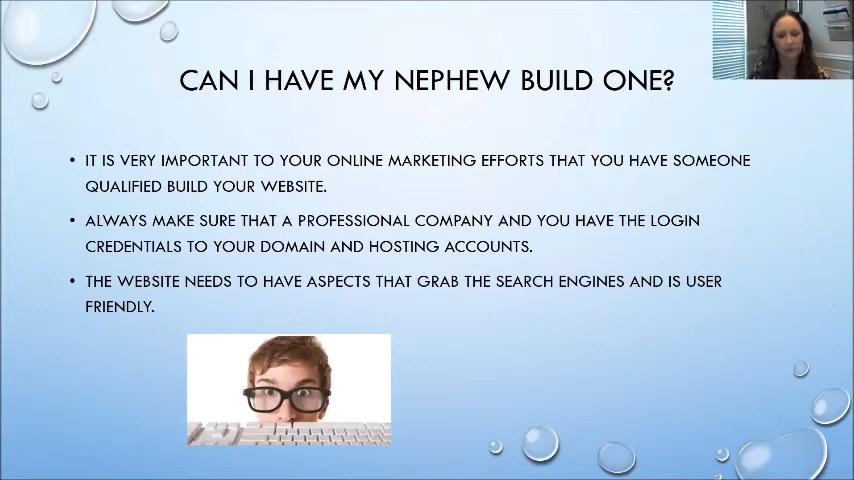 CAN I HAVE MY NEPHEW BUILD ONE?
• IT IS VERY IMPORTANT TO YOUR ONLINE MARKETING EFFORTS THAT YOU HAVE SOMEONE
QUALIFIED BUILD YOUR WEBSITE.
• ALWAYS MAKE SURE THAT A PROFESSIONAL COMPANY AND YOU HAVE THE LOGIN
CREDENTIALS TO YOUR DOMAIN AND HOSTING ACCOUNTS.
• THE WEBSITE NEEDS TO HAVE ASPECTS THAT GRAB THE SEARCH ENGINES AND IS USER
FRIENDLY.